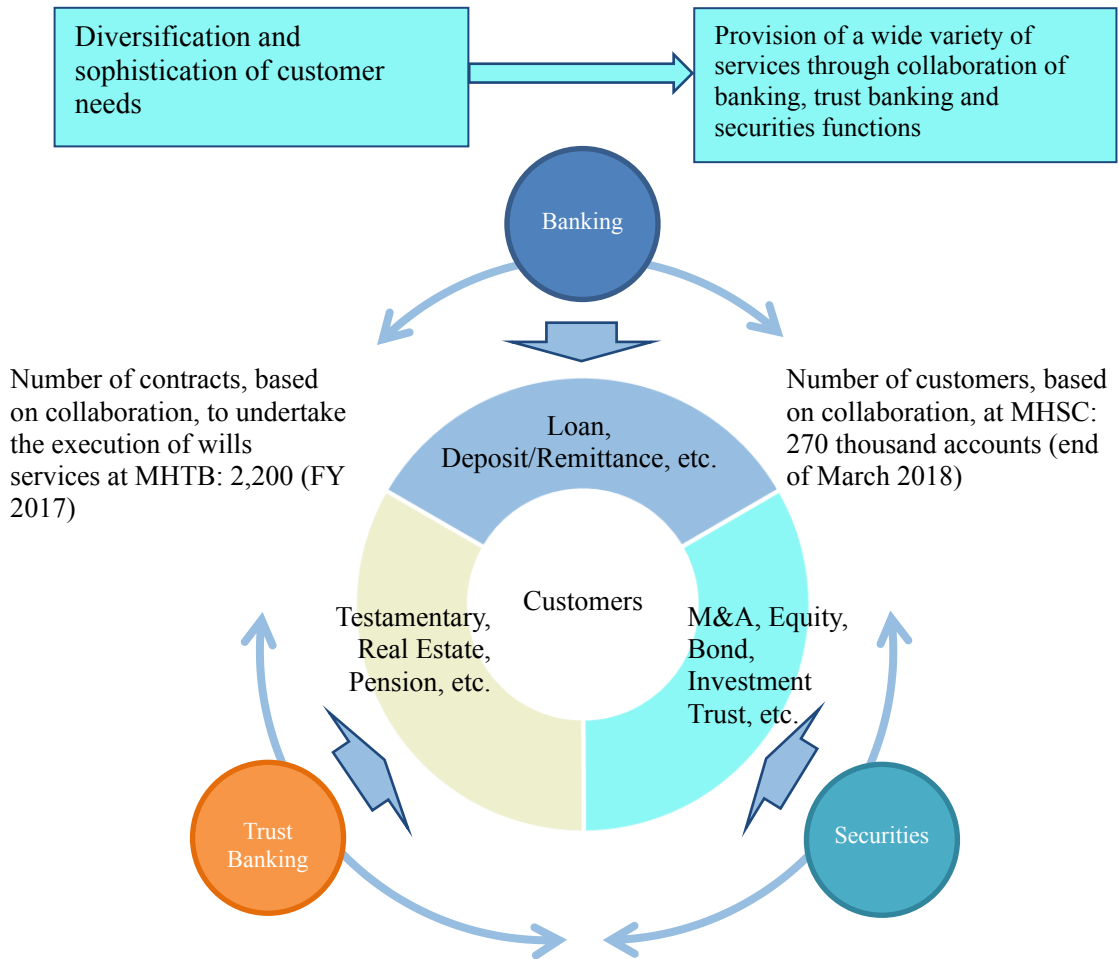 Diversification and
sophistication of customer
needs
Provision of a wide variety of
services through collaboration of
banking, trust banking and
securities functions
Banking
Number of contracts, based
on collaboration, to undertake
the execution of wills
services at MHTB: 2,200 (FY
2017)
Number of customers, based
on collaboration, at MHSC:
270 thousand accounts (end
of March 2018)
Loan,
Deposit/Remittance, etc.
Customers
Testamentary,
Real Estate,
Pension, etc.
M&A, Equity,
Bond,
Investment
Trust, etc.
Trust
Banking
Securities